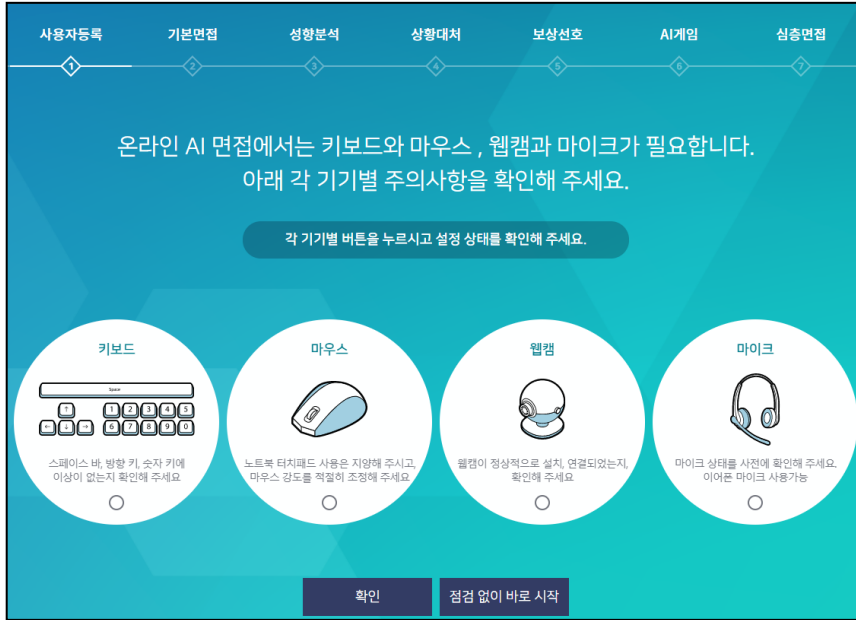 사용자등록 기본면접 성향분석 상황대처 보상선호 AI게임 심층면접
1 2 3 4 5 6 7
온라인 AI 면접에서는 키보드와 마우스 , 웹캠과 마이크가 필요합니다.
아래 각 기기별 주의사항을 확인해 주세요.
각 기기별 버튼을 누르시고 설정 상태를 확인해 주세요.
키보드
Space
↑ 1 2 3 4 5
← ↓ → 6 7 8 9 0
스페이스 바, 방향 키, 숫자 키에
이상이 없는지 확인해 주세요
마우스
노트북 터치패드 사용은 지양해 주시고,
마우스 강도를 적절히 조정해 주세요
웹캠
웹캠이 정상적으로 설치, 연결되었는지,
확인해 주세요
마이크
마이크 상태를 사전에 확인해 주세요.
이어폰 마이크 사용가능
확인
점검 없이 바로 시작